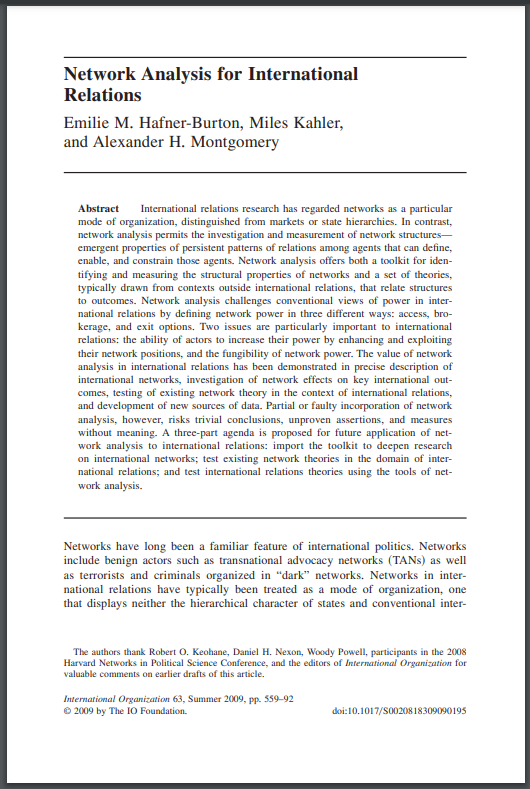 Network Analysis for International
Relations
Emilie M. Hafner-Burton, Miles Kahler,
and Alexander H. Montgomery
Abstract International relations research has regarded networks as a particular
mode of organization, distinguished from markets or state hierarchies. In contrast,
network analysis permits the investigation and measurement of network structures—
emergent properties of persistent patterns of relations among agents that can define,
enable, and constrain those agents. Network analysis offers both a toolkit for iden-
tifying and measuring the structural properties of networks and a set of theories,
typically drawn from contexts outside international relations, that relate structures
to outcomes. Network analysis challenges conventional views of power in inter-
national relations by defining network power in three different ways: access, bro-
kerage, and exit options. Two issues are particularly important to international
relations: the ability of actors to increase their power by enhancing and exploiting
their network positions, and the fungibility of network power. The value of network
analysis in international relations has been demonstrated in precise description of
international networks, investigation of network effects on key international out-
comes, testing of existing network theory in the context of international relations,
and development of new sources of data. Partial or faulty incorporation of network
analysis, however, risks trivial conclusions, unproven assertions, and measures
without meaning. A three-part agenda is proposed for future application of net-
work analysis to international relations: import the toolkit to deepen research
on international networks; test existing network theories in the domain of inter-
national relations; and test international relations theories using the tools of net-
work analysis.
Networks have long been a familiar feature of international politics. Networks
include benign actors such as transnational advocacy networks (TANs) as well
as terrorists and criminals organized in “dark” networks. Networks in inter-
national relations have typically been treated as a mode of organization, one
that displays neither the hierarchical character of states and conventional inter-
The authors thank Robert O. Keohane, Daniel H. Nexon, Woody Powell, participants in the 2008
Harvard Networks in Political Science Conference, and the editors of International Organization for
valuable comments on earlier drafts of this article.
International Organization 63, Summer 2009, pp. 559–92
© 2009 by The IO Foundation. doi:10.1017/S0020818309090195